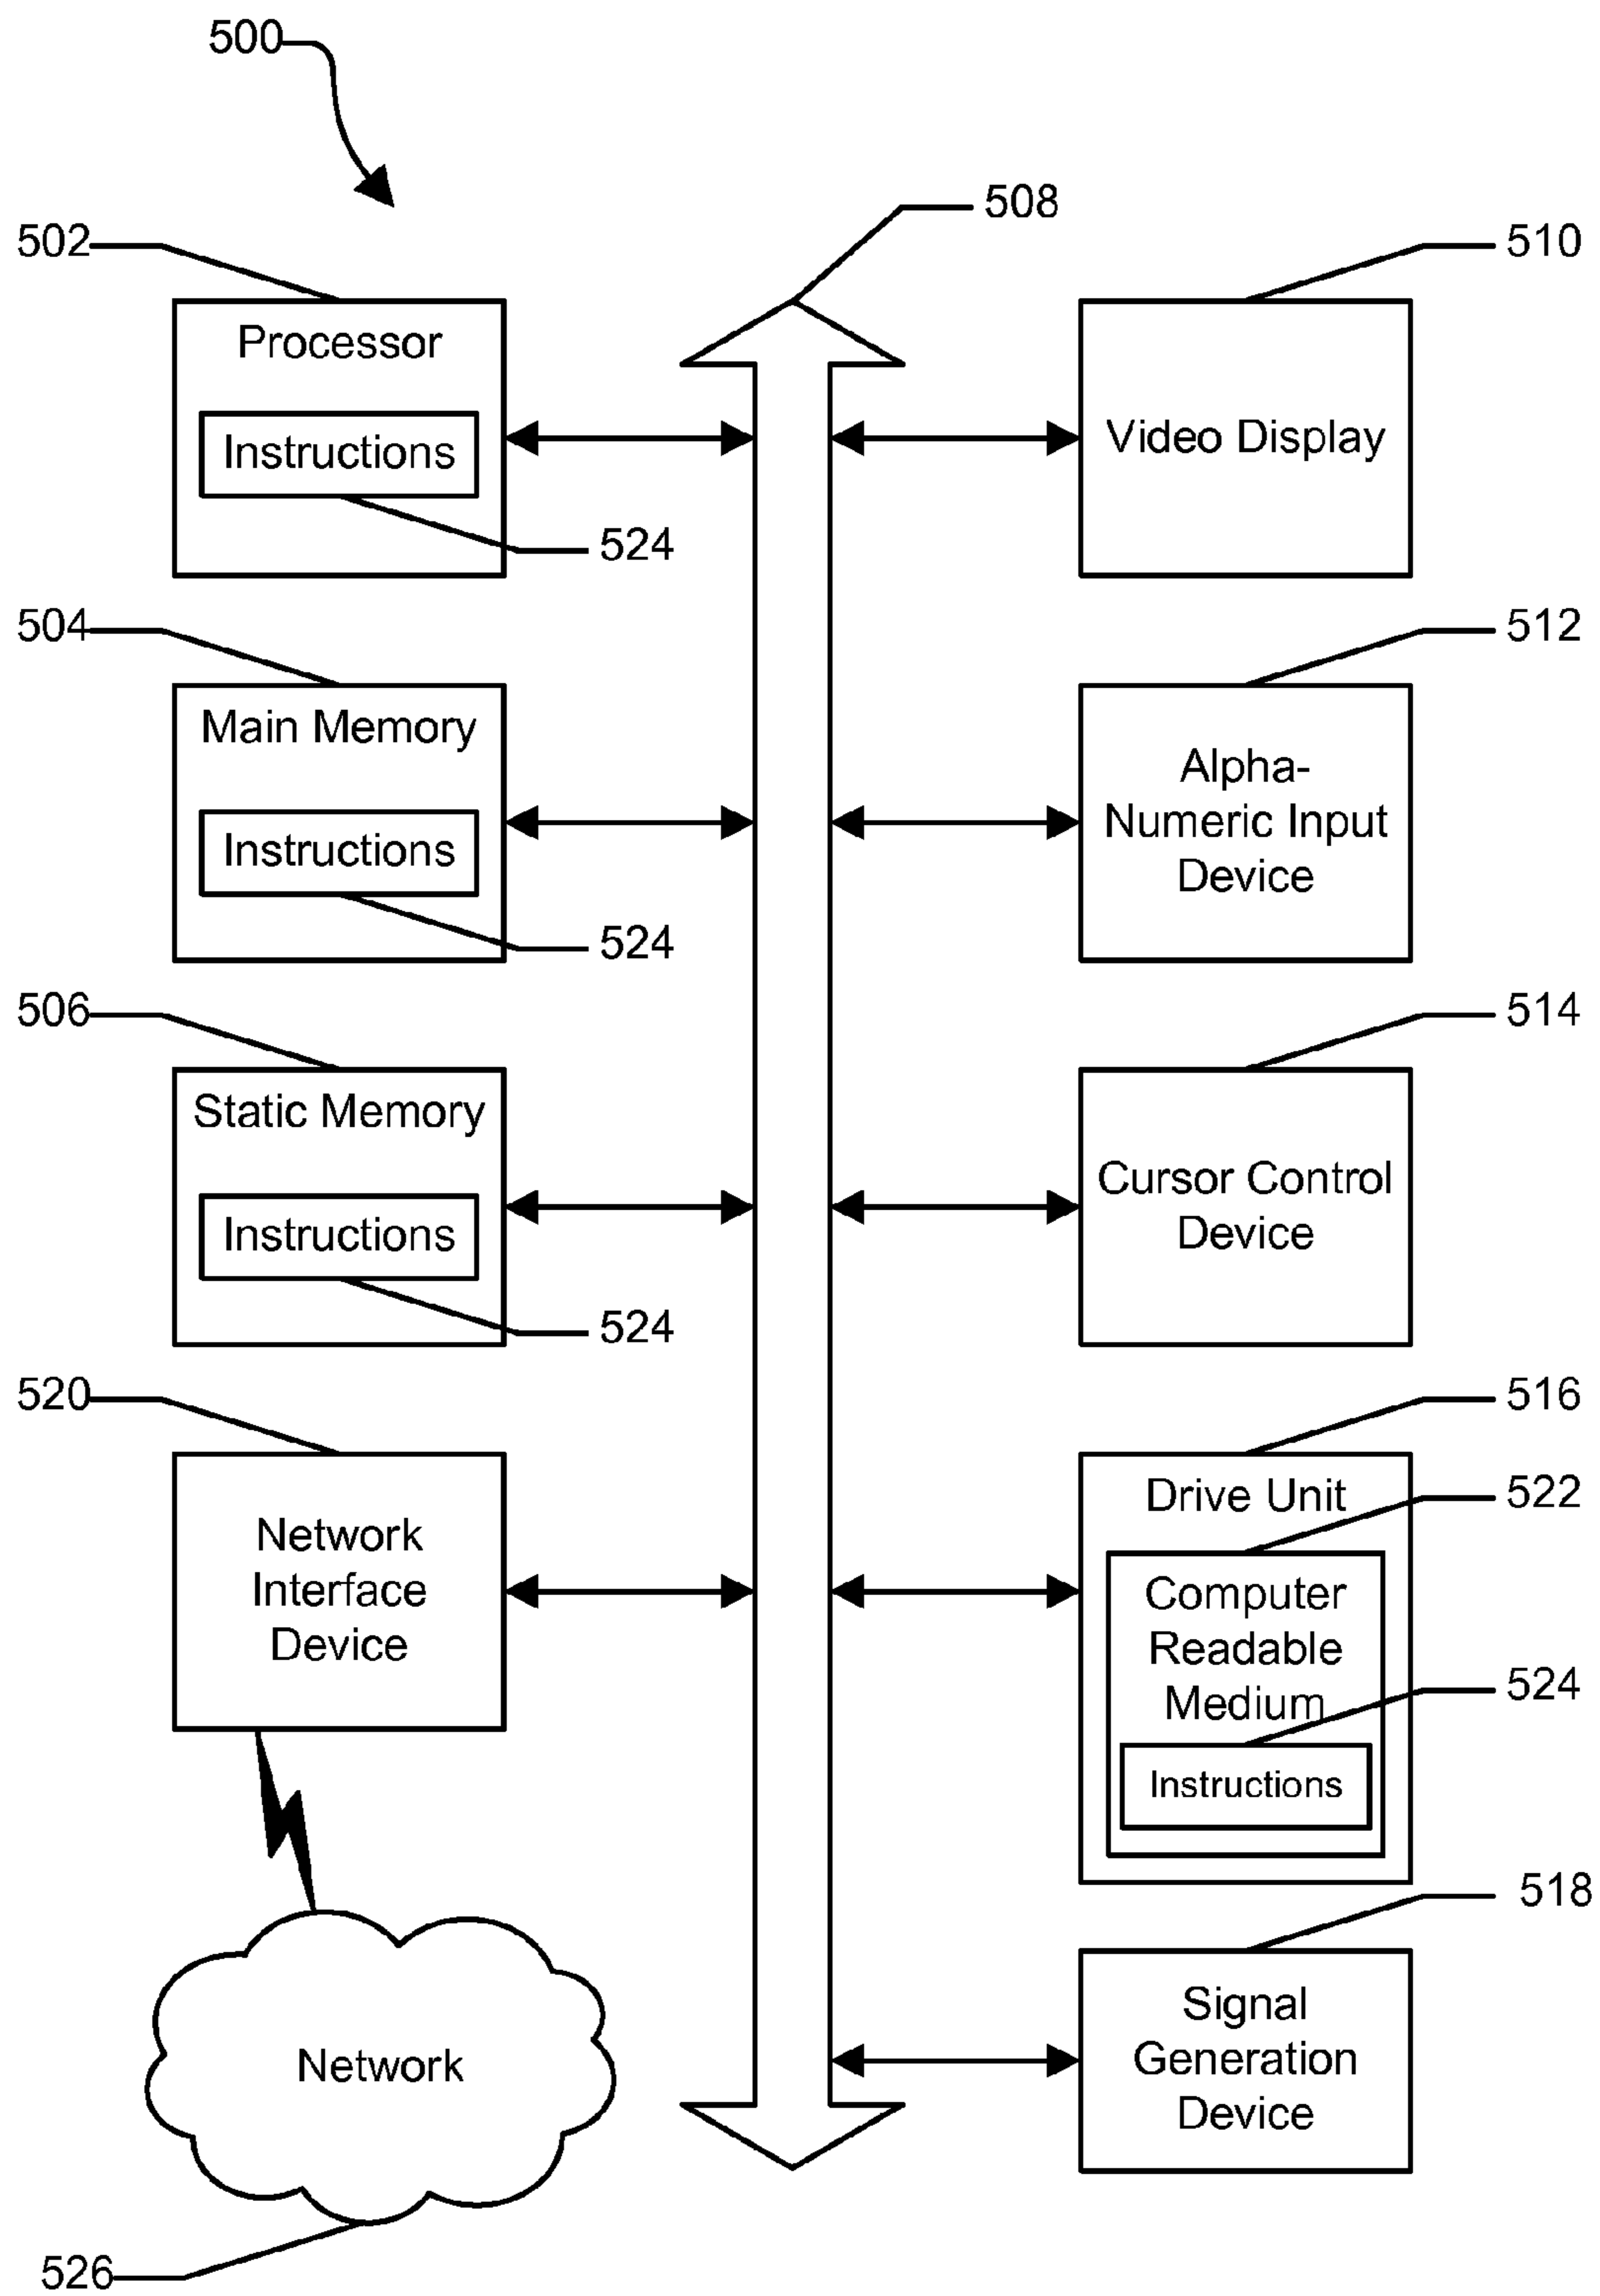 500
508
502
510
Processor
Instructions
524
Video Display
504
512
Main Memory
Instructions
524
Alpha-
Numeric Input
Device
506
514
Static Memory
Instructions
524
Cursor Control
Device
520
516
Network
Interface
Device
Drive Unit
522
Computer
Readable
Medium
524
Instructions
518
Network
Signal
Generation
Device
526